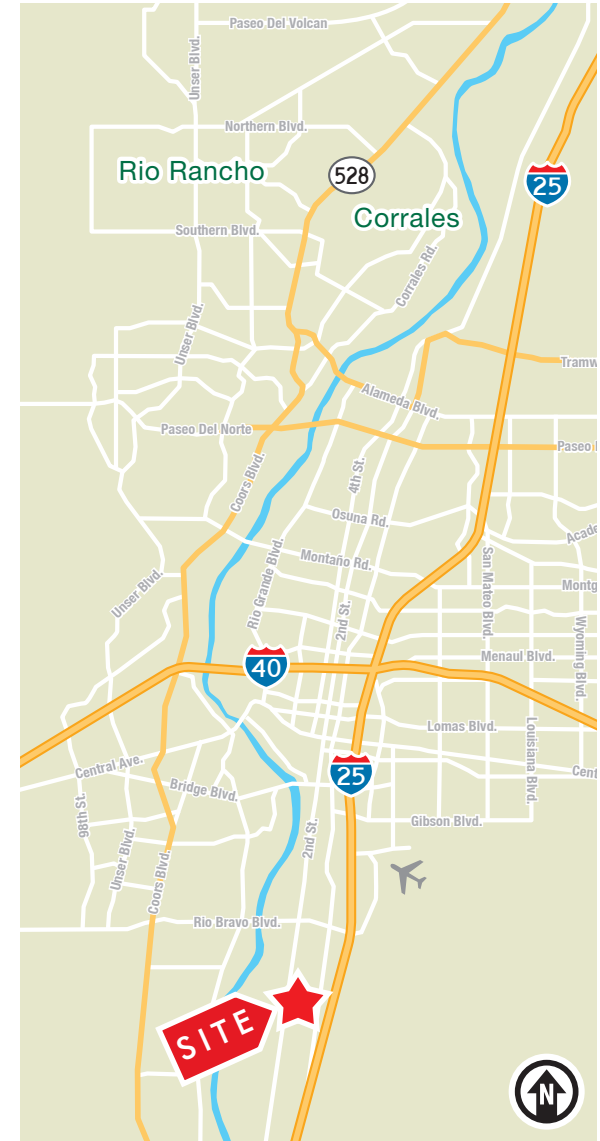 Paseo Del Volcan
Unser Blvd.
Northern Blvd.
Rio Rancho
528
25
Corrales
Southern Blvd.
Corrales Rd.
Unser Blvd.
Tramw
Alameda Blvd.
Paseo Del Norte
Paseo
Coors Blvd.
4th St.
Osuna Rd.
Acade
Montaño Rd.
San Mateo Blvd.
Unser Blvd.
Rio Grande Blvd.
Montg
2nd St.
Wyoming Blvd.
Menaul Blvd.
40
Lomas Blvd.
Louisiana Blvd.
Central Ave.
25
Cent
Bridge Blvd.
98th St.
Gibson Blvd.
2nd St.
Unser Blvd.
Coors Blvd.
Rio Bravo Blvd.
SITE
N